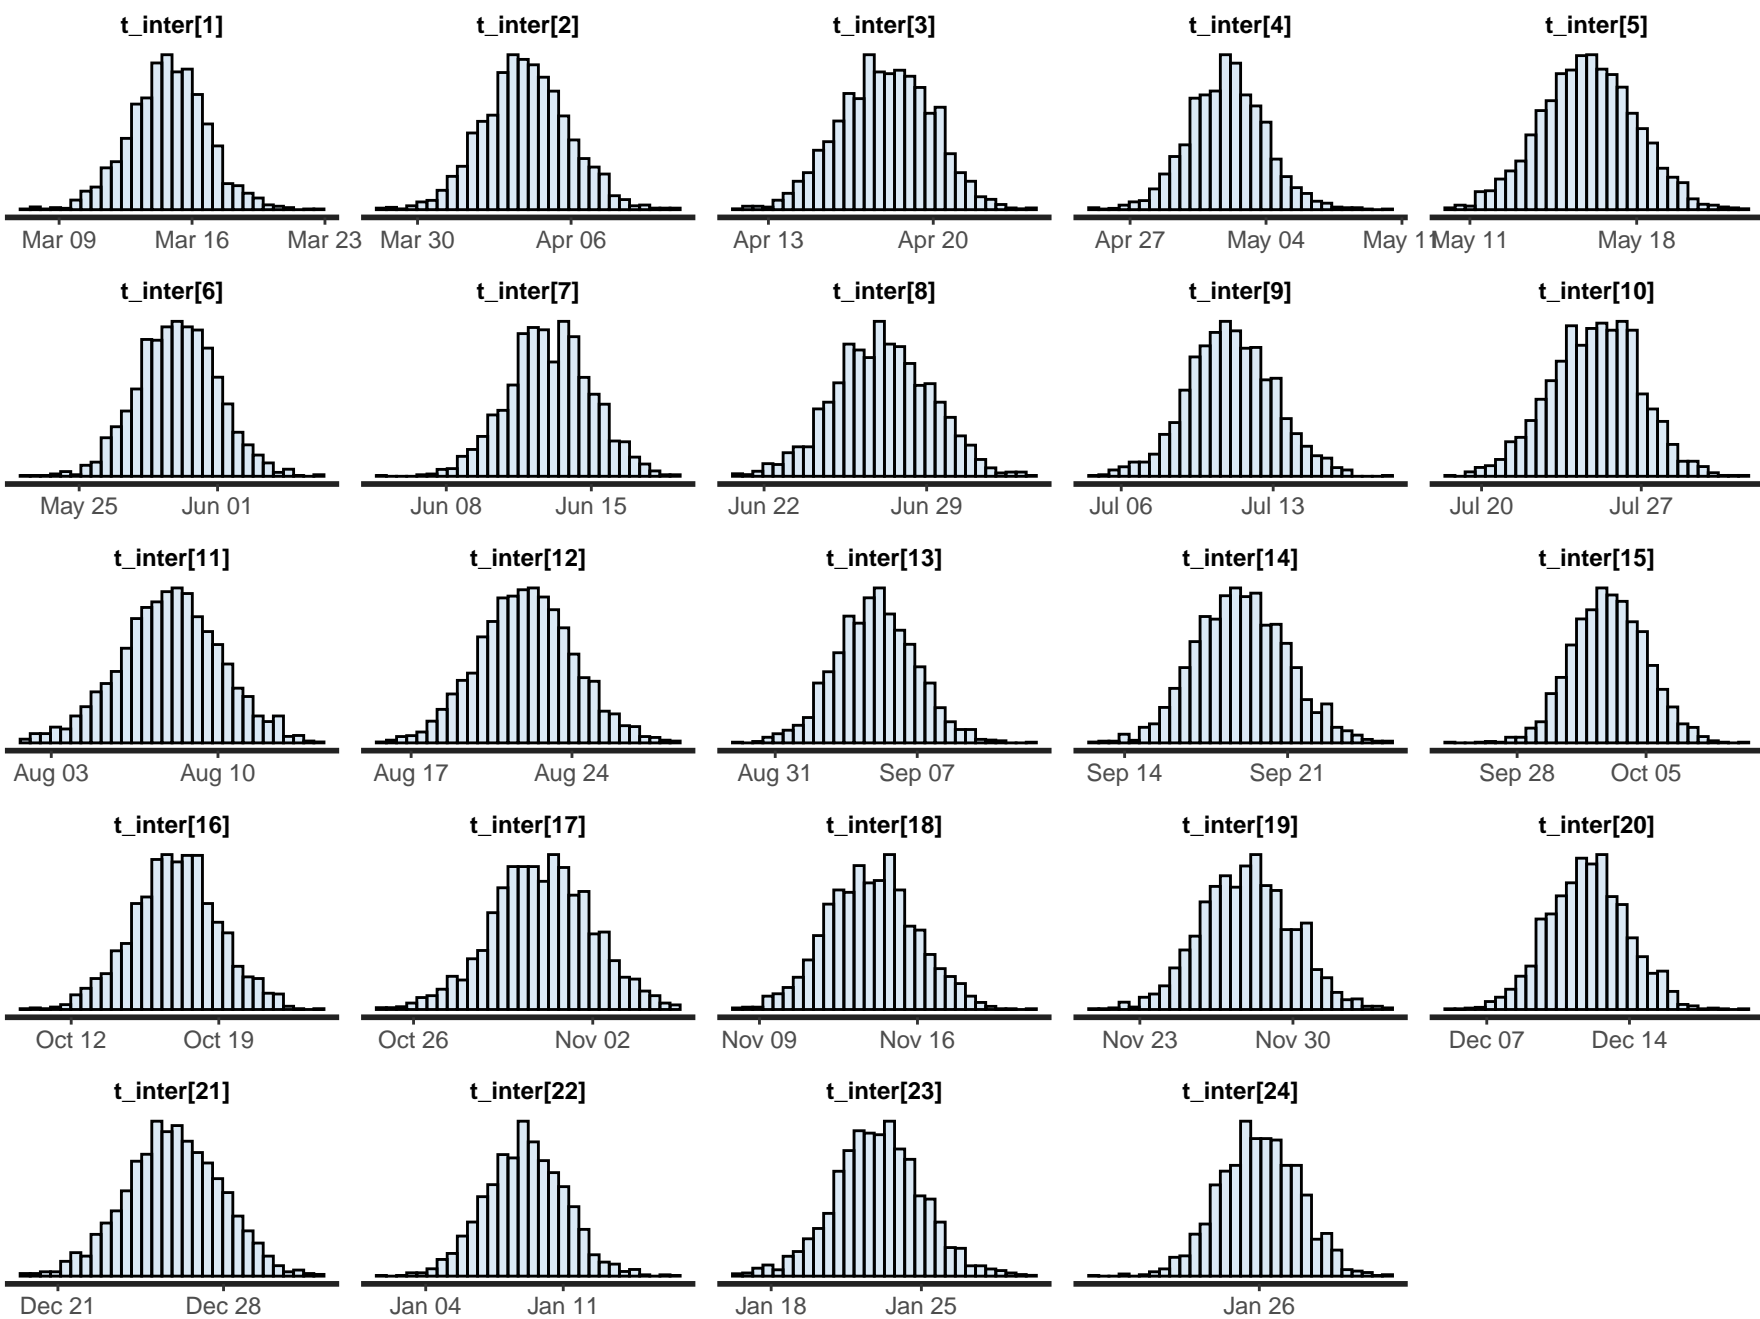 t_inter[1] t_inter[2] t_inter[3] t_inter[4] t_inter[5]
Mar 09 Mar 16 Mar 23 Mar 30 Apr 06 Apr 13 Apr 20 Apr 27 May 04 May 11 May 11 May 18
t_inter[6] t_inter[7] t_inter[8] t_inter[9] t_inter[10]
May 25 Jun 01 Jun 08 Jun 15 Jun 22 Jun 29 Jul 06 Jul 13 Jul 20 Jul 27
t_inter[11] t_inter[12] t_inter[13] t_inter[14] t_inter[15]
Aug 03 Aug 10 Aug 17 Aug 24 Aug 31 Sep 07 Sep 14 Sep 21 Sep 28 Oct 05
t_inter[16] t_inter[17] t_inter[18] t_inter[19] t_inter[20]
Oct 12 Oct 19 Oct 26 Nov 02 Nov 09 Nov 16 Nov 23 Nov 30 Dec 07 Dec 14
t_inter[21] t_inter[22] t_inter[23] t_inter[24]
Dec 21 Dec 28 Jan 04 Jan 11 Jan 18 Jan 25 Jan 26